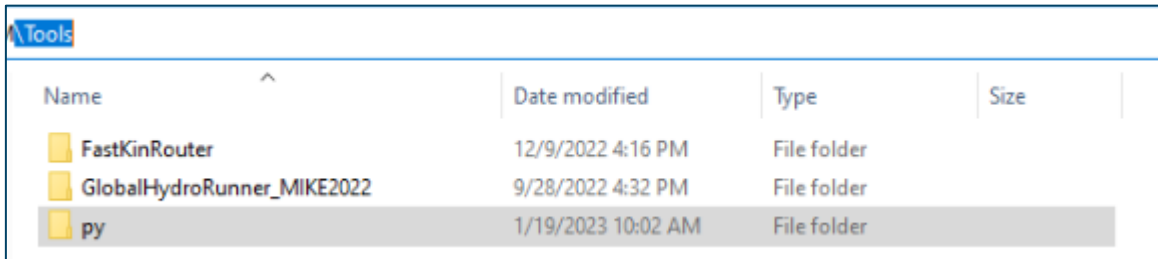 \Tools
Name Date modified Type Size
FastKinRouter 12/9/2022 4:16 PM File folder
GlobalHydroRunner_MIKE2022 9/28/2022 4:32 PM File folder
py 1/19/2023 10:02 AM File folder